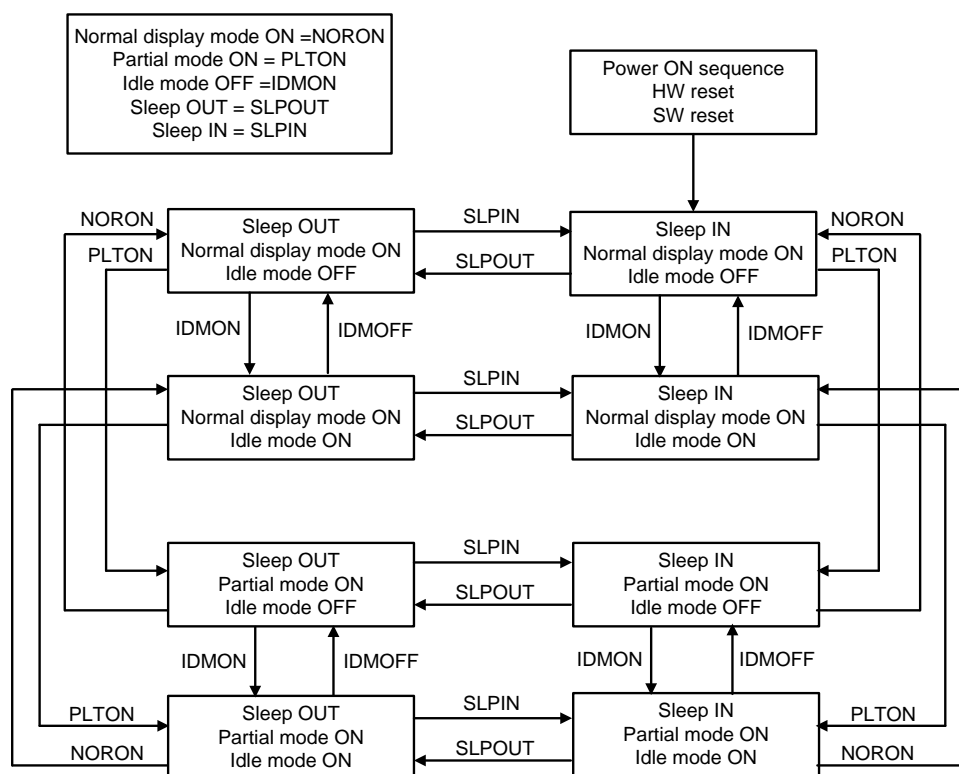 Normal display mode ON =NORON
Partial mode ON = PLTON
Idle mode OFF =IDMON
Sleep OUT = SLPOUT
Sleep IN = SLPIN
Power ON sequence
HW reset
SW reset
NORON
PLTON
Sleep OUT
Normal display mode ON
Idle mode OFF
SLPIN
SLPOUT
Sleep IN
Normal display mode ON
Idle mode OFF
NORON
PLTON
IDMON
IDMOFF
IDMON
IDMOFF
Sleep OUT
Normal display mode ON
Idle mode ON
SLPIN
SLPOUT
Sleep IN
Normal display mode ON
Idle mode ON
Sleep OUT
Partial mode ON
Idle mode OFF
SLPIN
SLPOUT
Sleep IN
Partial mode ON
Idle mode OFF
IDMON
IDMOFF
IDMON
IDMOFF
PLTON
NORON
Sleep OUT
Partial mode ON
Idle mode ON
SLPIN
SLPOUT
Sleep IN
Partial mode ON
Idle mode ON
PLTON
NORON